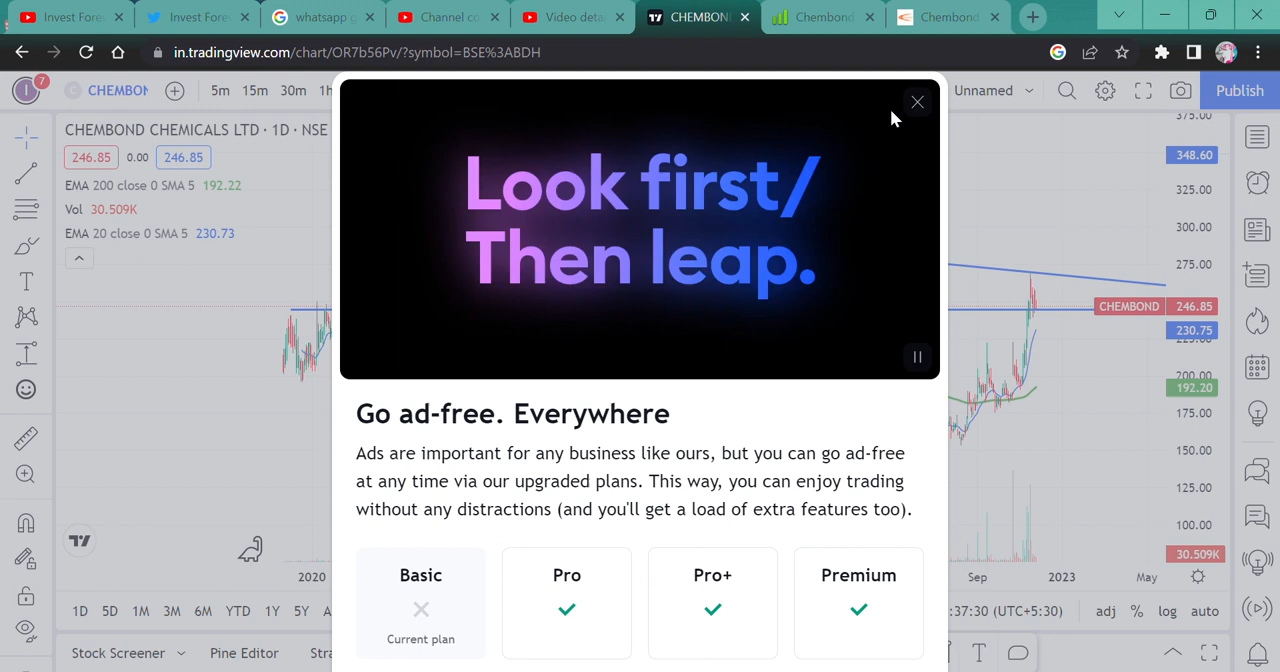 Invest Fore
Invest Fore
whatsapp g
Channel co
Video deta
CHEMBON
Chembond
Chembond
in.tradingview.com/chart/OR7b56Pv/?symbol=BSE%3ABDH
I
7
C
CHEMBON
5m 15m 30m 1h
Unnamed
Publish
CHEMBONND CHEMICALS LTD · 1D · NSE
246.85 0.00 246.85
EMA 200 close 0 SMA 5 192.22
Vol 30.509K
EMA 20 close 0 SMA 5 230.73
Look first/
Then leap.
Go ad-free. Everywhere
Ads are important for any business like ours, but you can go ad-free
at any time via our upgraded plans. This way, you can enjoy trading
without any distractions (and you'll get a load of extra features too).
Basic
Current plan
Pro
Pro+
Premium
375.00
348.60
325.00
300.00
275.00
CHEMBOND 246.85
230.75
225.00
200.00
192.20
175.00
150.00
125.00
100.00
30.509K
2020
Sep
2023
May
1D 5D 1M 3M 6M YTD 1Y 5Y A
:37:30 (UTC+5:30)
adj % log auto
Stock Screener
Pine Editor
Stra